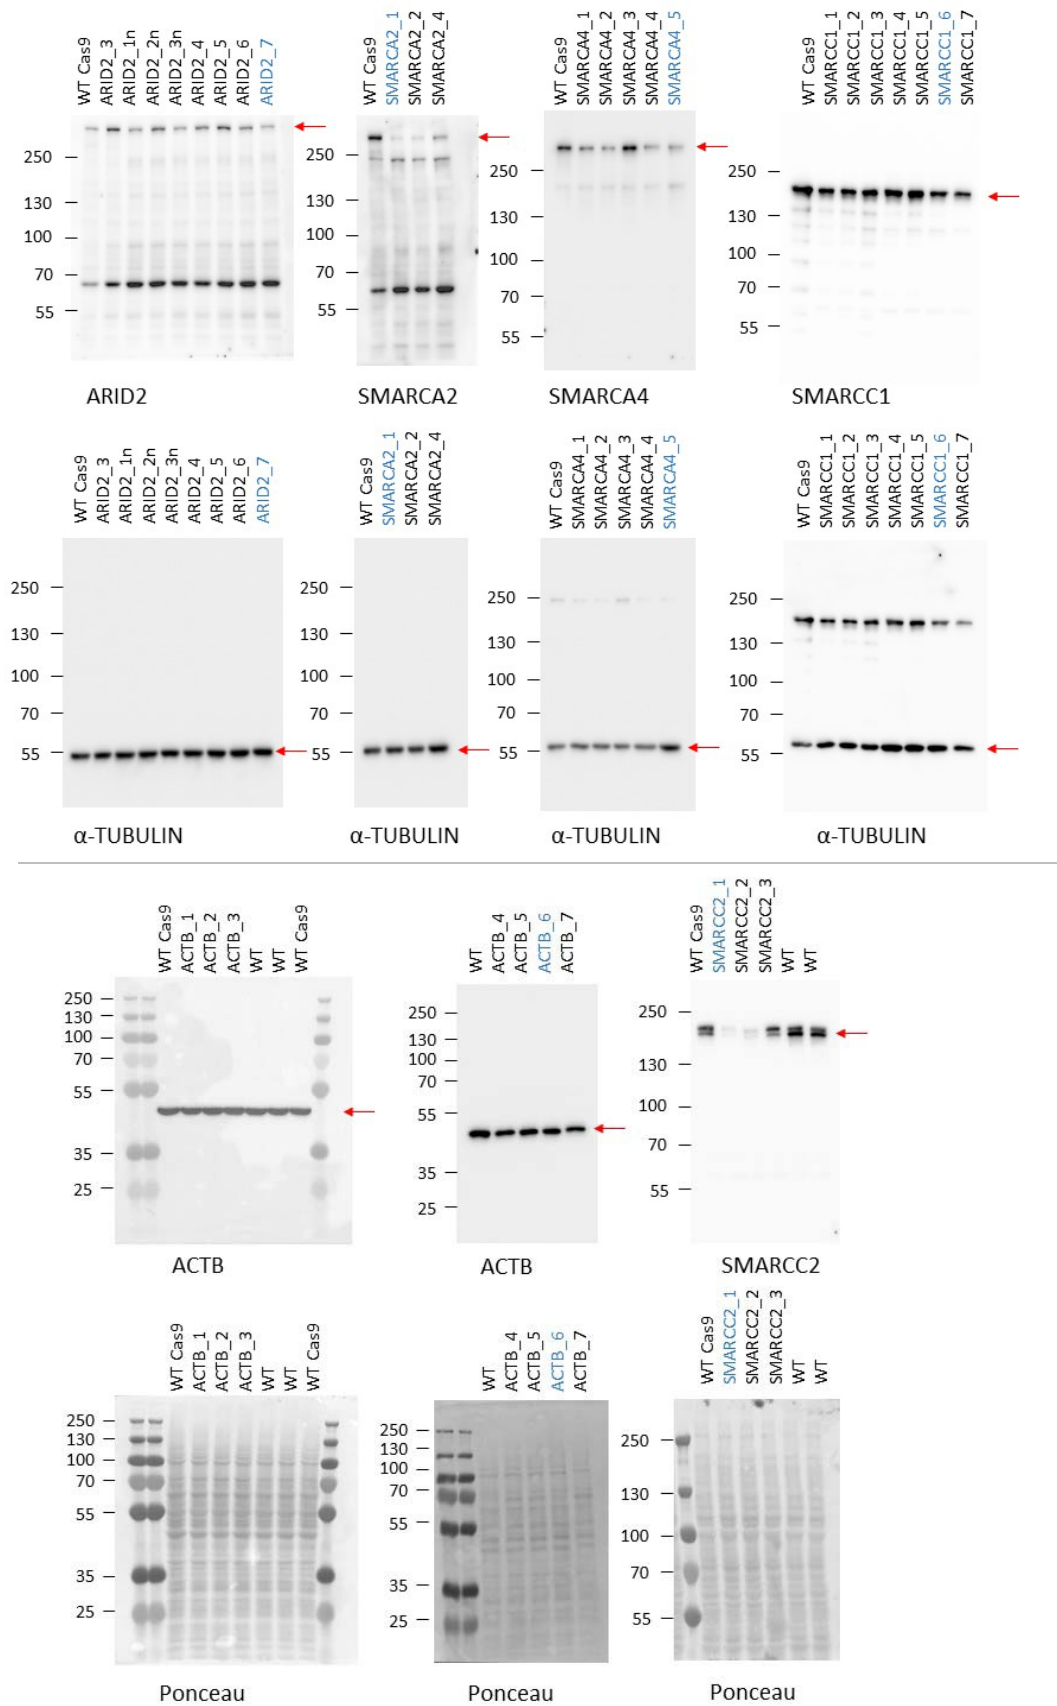 WT Cas9
ARID2_3
ARID2_1n
ARID2_2n
ARID2_3n
ARID2_4
ARID2_5
ARID2_6
ARID2_7
250
130
100
70
55
ARID2
WT Cas9
SMARCA2_1
SMARCA2_2
SMARCA2_4
250
130
100
70
55
SMARCA2
WT Cas9
SMARCA4_1
SMARCA4_2
SMARCA4_3
SMARCA4_4
SMARCA4_5
250
130
100
70
55
SMARCA4
WT Cas9
SMARCC1_1
SMARCC1_2
SMARCC1_3
SMARCC1_4
SMARCC1_5
SMARCC1_6
SMARCC1_7
250
130
100
70
55
SMARCC1
WT Cas9
ARID2_3
ARID2_1n
ARID2_2n
ARID2_3n
ARID2_4
ARID2_5
ARID2_6
ARID2_7
250
130
100
70
55
α-TUBULIN
WT Cas9
SMARCA2_1
SMARCA2_2
SMARCA2_4
250
130
100
70
55
α-TUBULIN
WT Cas9
SMARCA4_1
SMARCA4_2
SMARCA4_3
SMARCA4_4
SMARCA4_5
250
130
100
70
55
α-TUBULIN
WT Cas9
SMARCC1_1
SMARCC1_2
SMARCC1_3
SMARCC1_4
SMARCC1_5
SMARCC1_6
SMARCC1_7
250
130
100
70
55
α-TUBULIN
WT Cas9
ACTB_1
ACTB_2
ACTB_3
WT
WT
WT Cas9
250
130
100
70
55
35
25
ACTB
WT
ACTB_4
ACTB_5
ACTB_6
ACTB_7
250
130
100
70
55
35
25
ACTB
WT Cas9
SMARCC2_1
SMARCC2_2
SMARCC2_3
WT
WT
250
130
100
70
55
SMARCC2
WT Cas9
ACTB_1
ACTB_2
ACTB_3
WT
WT
WT Cas9
250
130
100
70
55
35
25
Ponceau
WT
ACTB_4
ACTB_5
ACTB_6
ACTB_7
250
130
100
70
55
35
25
Ponceau
WT Cas9
SMARCC2_1
SMARCC2_2
SMARCC2_3
WT
WT
250
130
100
70
55
Ponceau